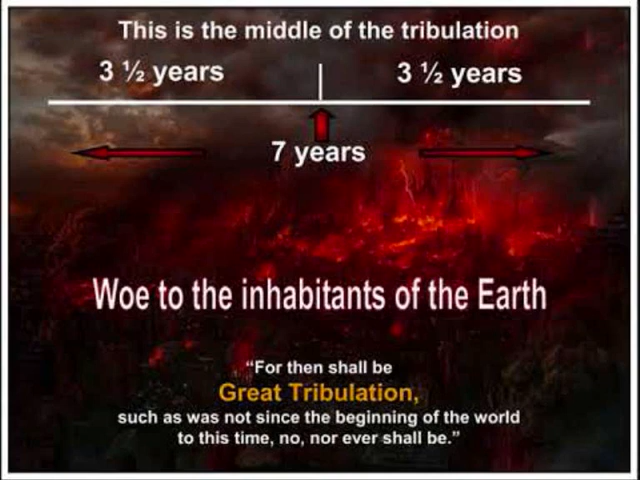 This is the middle of the tribulation
3 ½ years 3 ½ years
7 years
Woe to the inhabitants of the Earth
“For then shall be
Great Tribulation,
such as was not since the beginning of the world
to this time, no, nor ever shall be.”